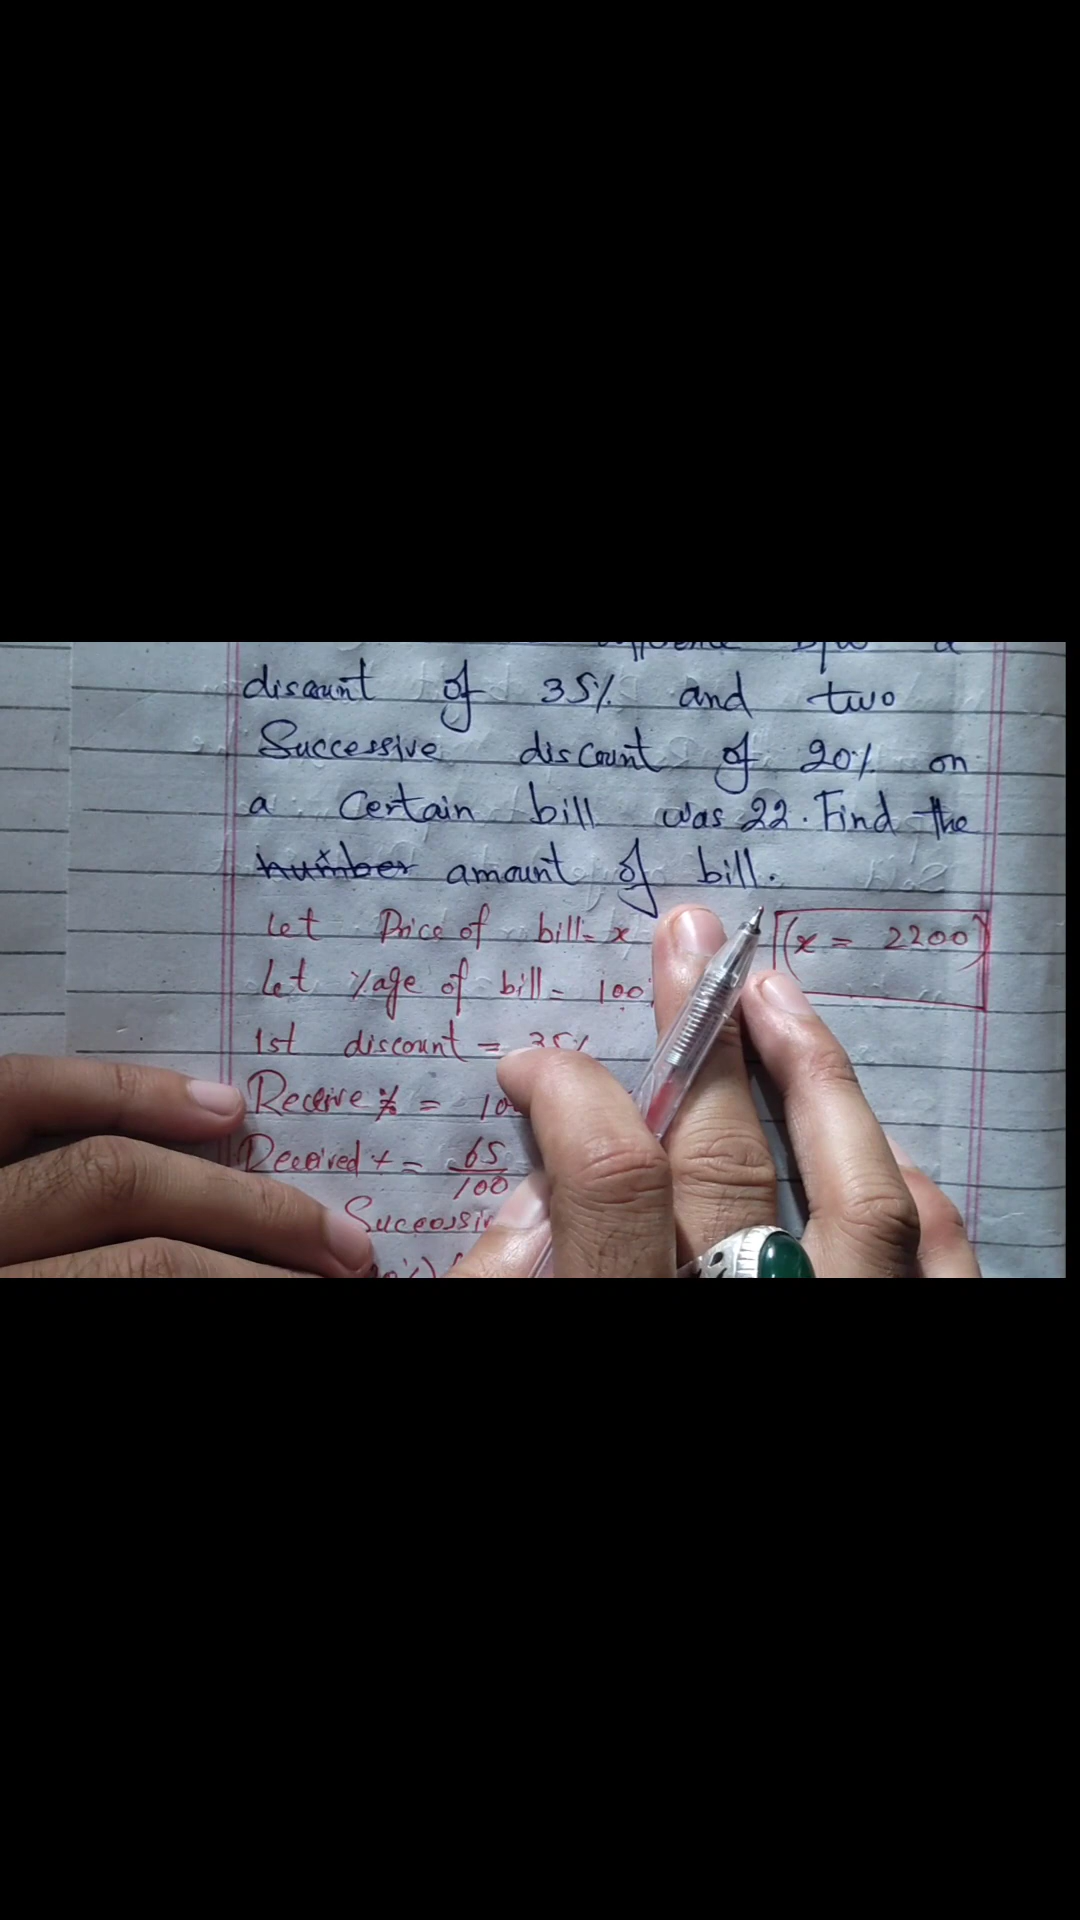 discount of 35% and two
Successive discount of 20% on
a Certain bill was 22. Find the
number amount of bill.
Let Price of bill = x
(x = 2200)
Let %age of bill = 100
1st discount = 35%
Receive % = 10
Received x = 65/100